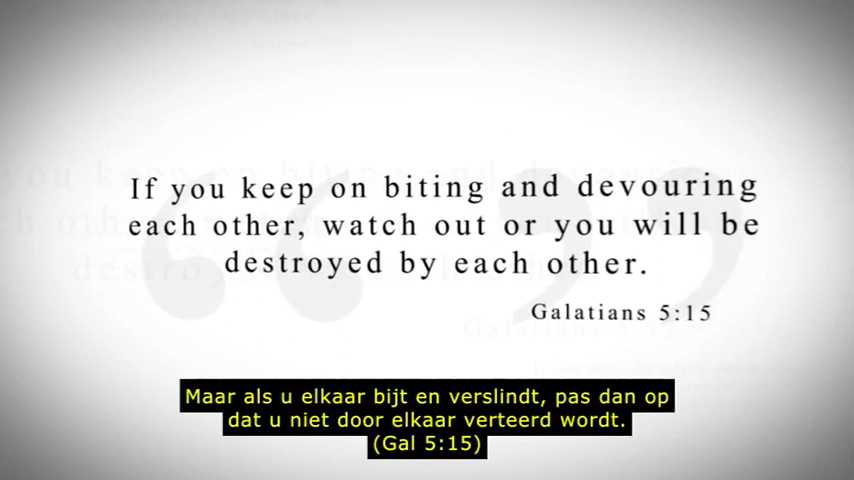 If you keep on biting and devouring
each other, watch out or you will be
destroyed by each other.
Galatians 5:15
Maar als u elkaar bijt en verslindt, pas dan op
dat u niet door elkaar verteerd wordt.
(Gal 5:15)